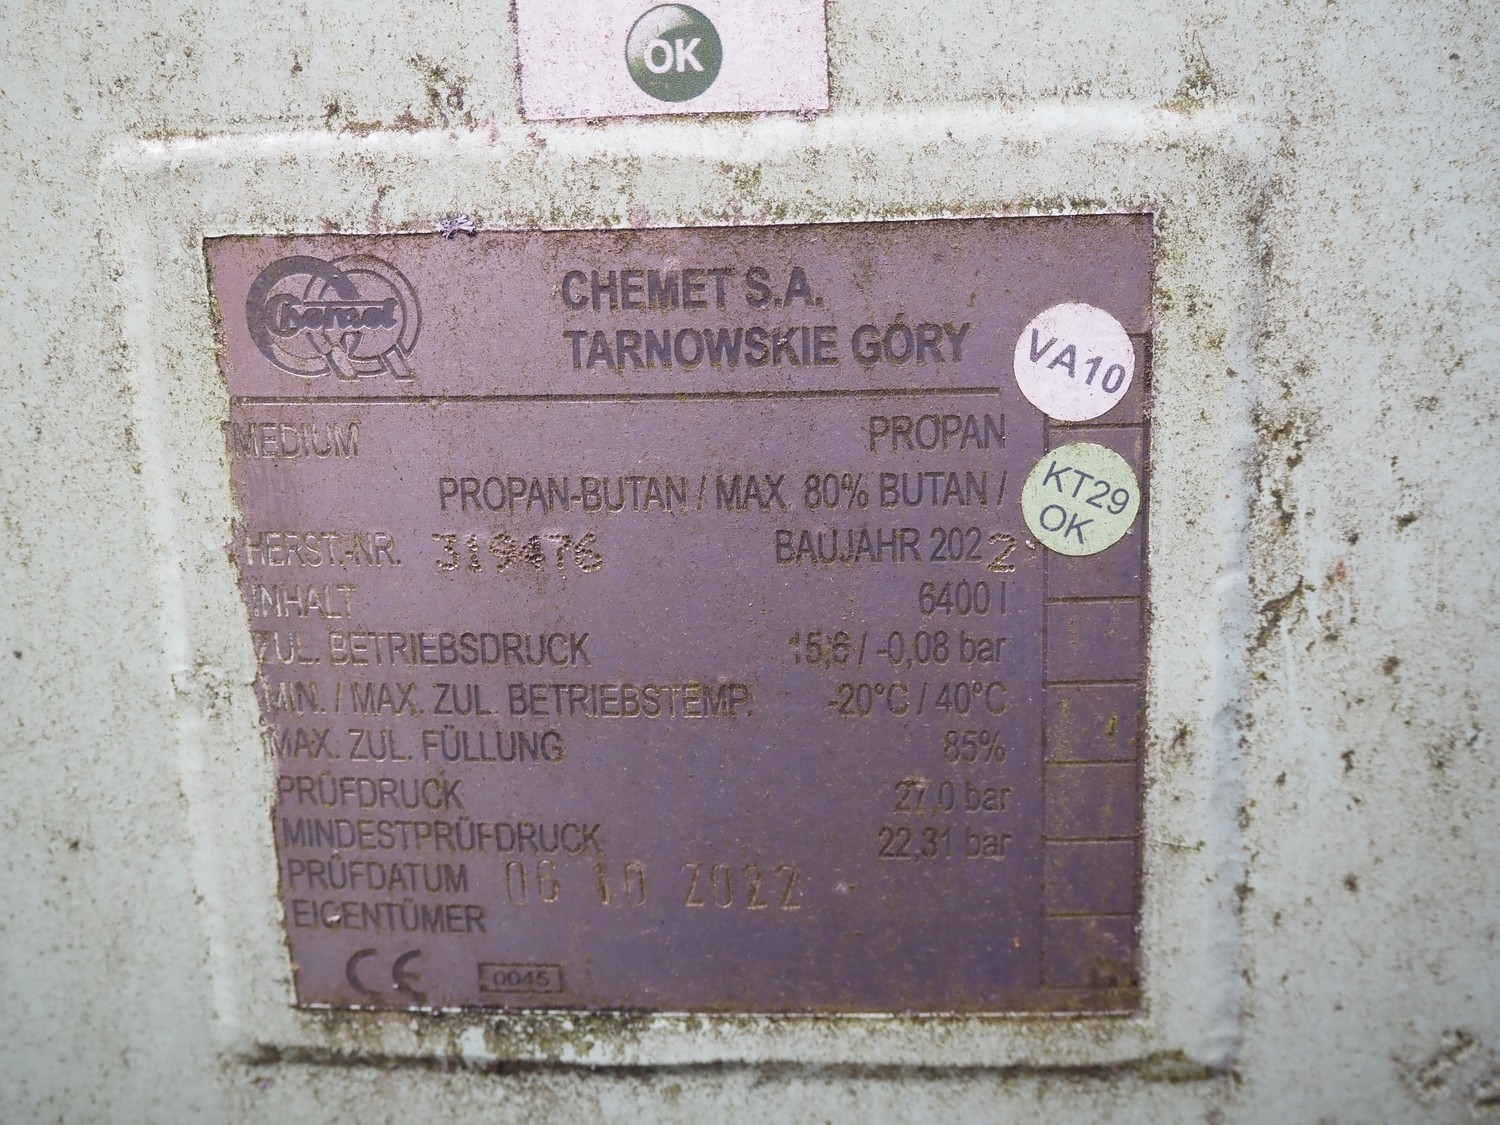 OK
Chemet
CHEMET S.A.
TARNOWSKIE GÓRY
VA10
MEDIUM PROPAN
PROPAN-BUTAN / MAX. 80% BUTAN /
KT29
OK
HERST.-NR. 319476 BAUJAHR 2022
INHALT 6400 l
ZUL. BETRIEBSDRUCK 15,6 / -0,08 bar
MIN. / MAX. ZUL. BETRIEBSTEMP. -20°C / 40°C
MAX. ZUL. FÜLLUNG 85%
PRÜFDRUCK 27,0 bar
MINDESTPRÜFDRUCK 22,31 bar
PRÜFDATUM 06 10 2022
EIGENTÜMER
CE 0045